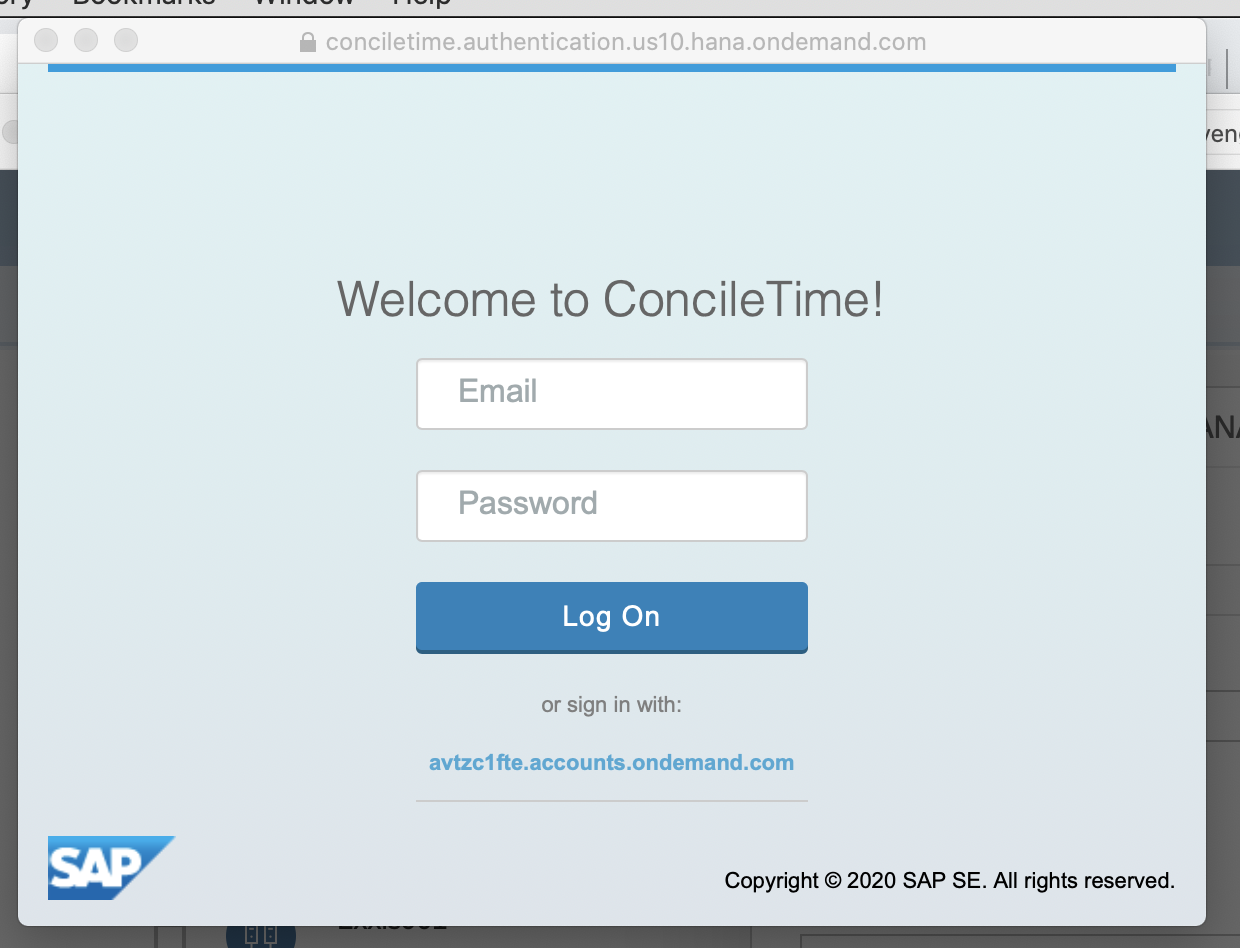 Bookmarks Window Help
conciletime.authentication.us10.hana.ondemand.com
Welcome to ConcileTime!
Email
Password
Log On
or sign in with:
avtzc1fte.accounts.ondemand.com
SAP
Copyright © 2020 SAP SE. All rights reserved.